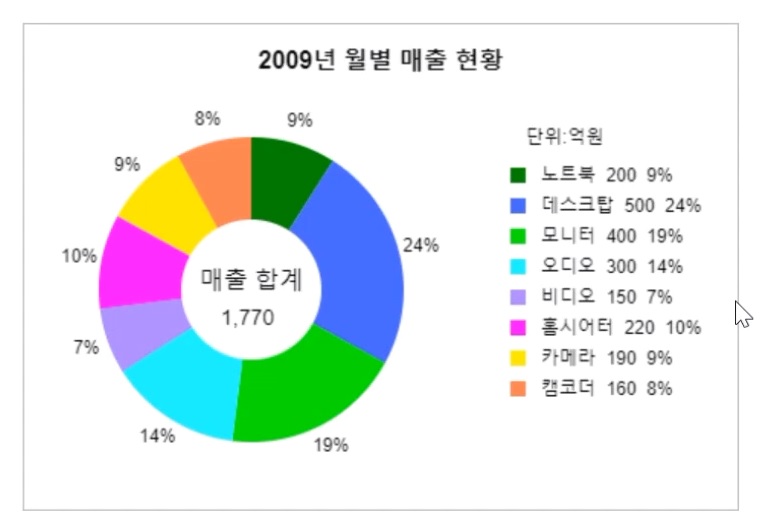 2009년 월별 매출 현황
8%
9%
9%
24%
10%
7%
14%
19%
매출 합계
1,770
단위:억원
노트북 200 9%
데스크탑 500 24%
모니터 400 19%
오디오 300 14%
비디오 150 7%
홈시어터 220 10%
카메라 190 9%
캠코더 160 8%